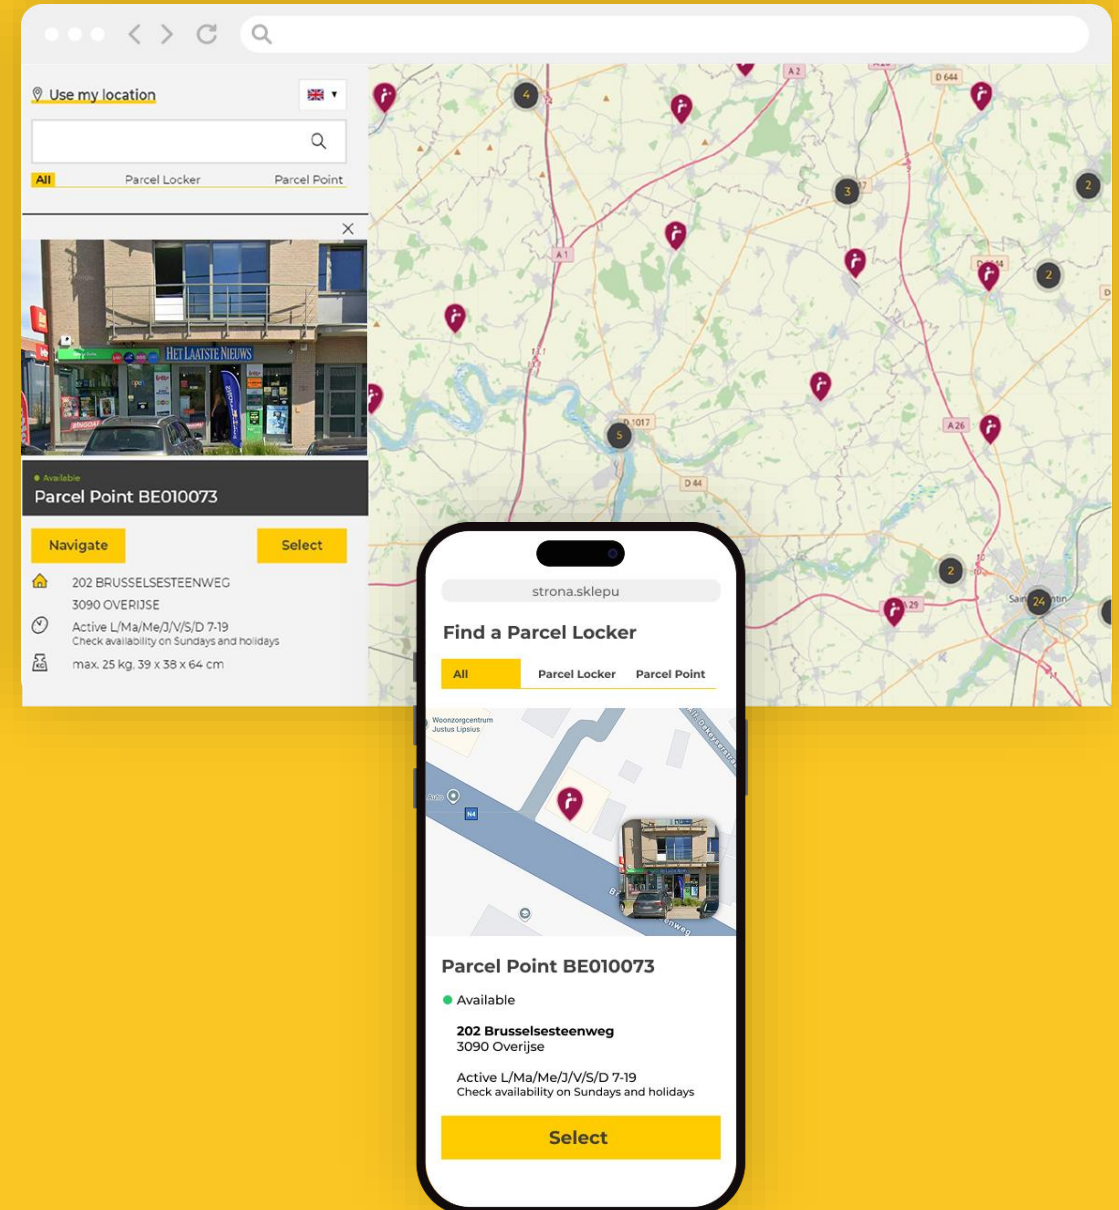 Use my location
All Parcel Locker Parcel Point
HET LAATSTE NIEUWS
Available
Parcel Point BE010073
Navigate Select
202 BRUSSELSESTEENWEG
3090 OVERIJSE
Active L/Ma/Me/J/V/S/D 7-19
Check availability on Sundays and holidays
max. 25 kg, 39 x 38 x 64 cm
4
A 2
D 644
3
2
A 1
2
D 1017
5
A 26
D 44
2
24
A 29
strona.sklepu
Find a Parcel Locker
All Parcel Locker Parcel Point
Woonzorgcentrum
Justus Lipsius
N4
Parcel Point BE010073
Available
202 Brusselsesteenweg
3090 Overijse
Active L/Ma/Me/J/V/S/D 7-19
Check availability on Sundays and holidays
Select